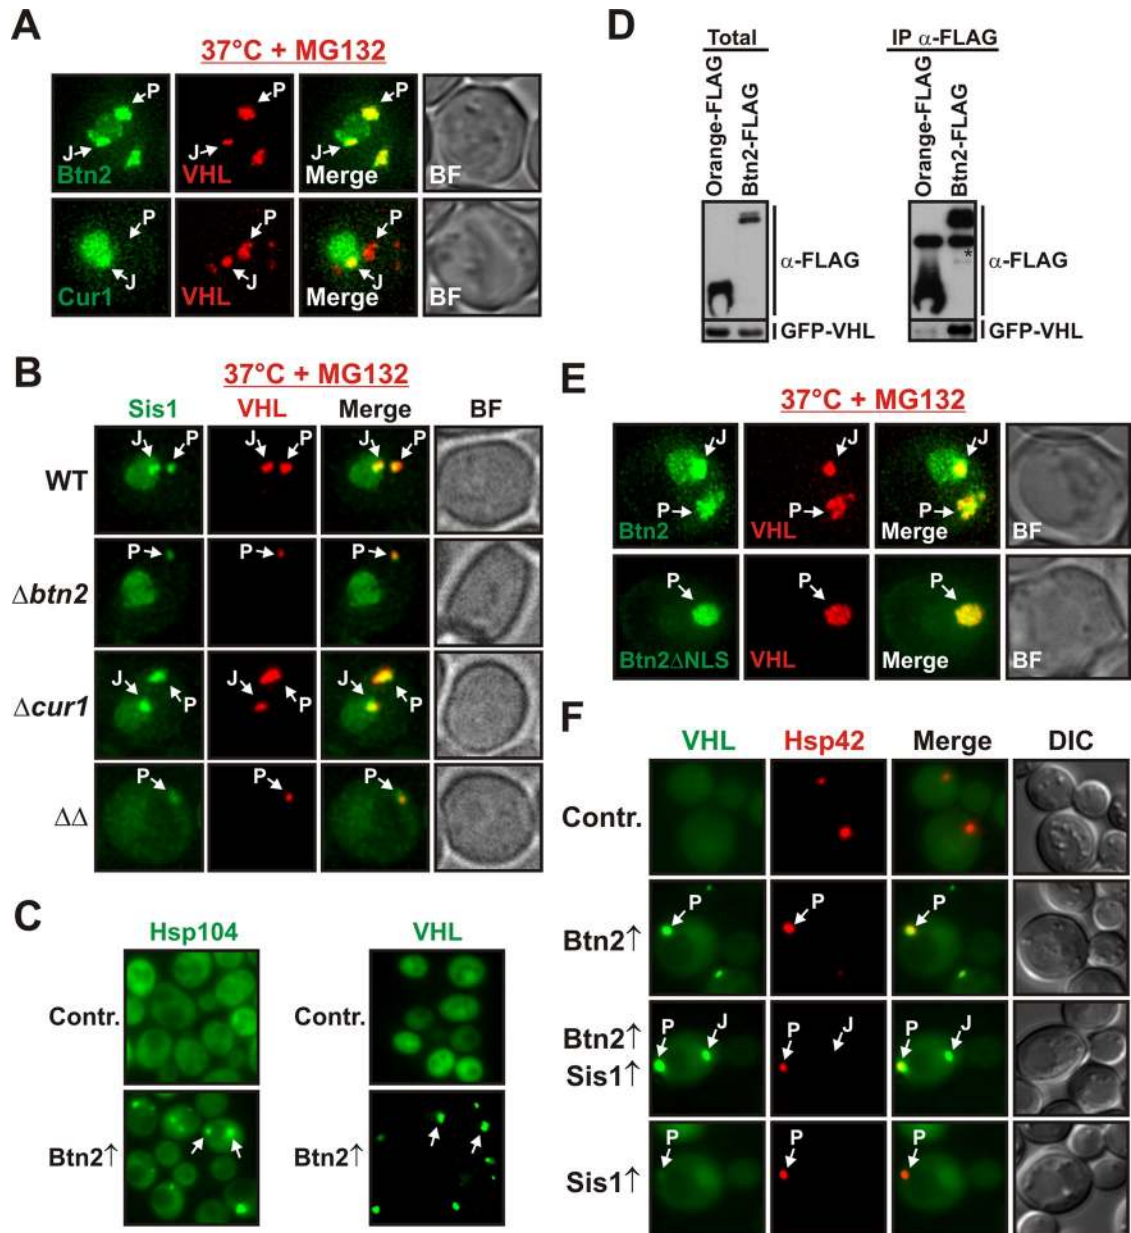 A
37°C + MG132
P
J
Btn2
P
J
VHL
P
J
Merge
BF
P
J
Cur1
P
J
VHL
P
J
Merge
BF
B
37°C + MG132
Sis1 VHL Merge BF
WT
J P
J P
J P
Δbtn2
P
P
P
Δcur1
J
P
J
P
J
P
ΔΔ
P
P
P
C
Hsp104 VHL
Contr. Contr.
Btn2↑ Btn2↑
D
Total IP α-FLAG
Orange-FLAG
Btn2-FLAG
Orange-FLAG
Btn2-FLAG
*
α-FLAG α-FLAG
GFP-VHL GFP-VHL
E
37°C + MG132
J
P
Btn2
J
P
VHL
J
P
Merge
BF
P
Btn2ΔNLS
P
VHL
P
Merge
BF
F
VHL Hsp42 Merge DIC
Contr.
Btn2↑
P
P
P
Btn2↑
Sis1↑
P J
P J
P J
Sis1↑
P
P
P